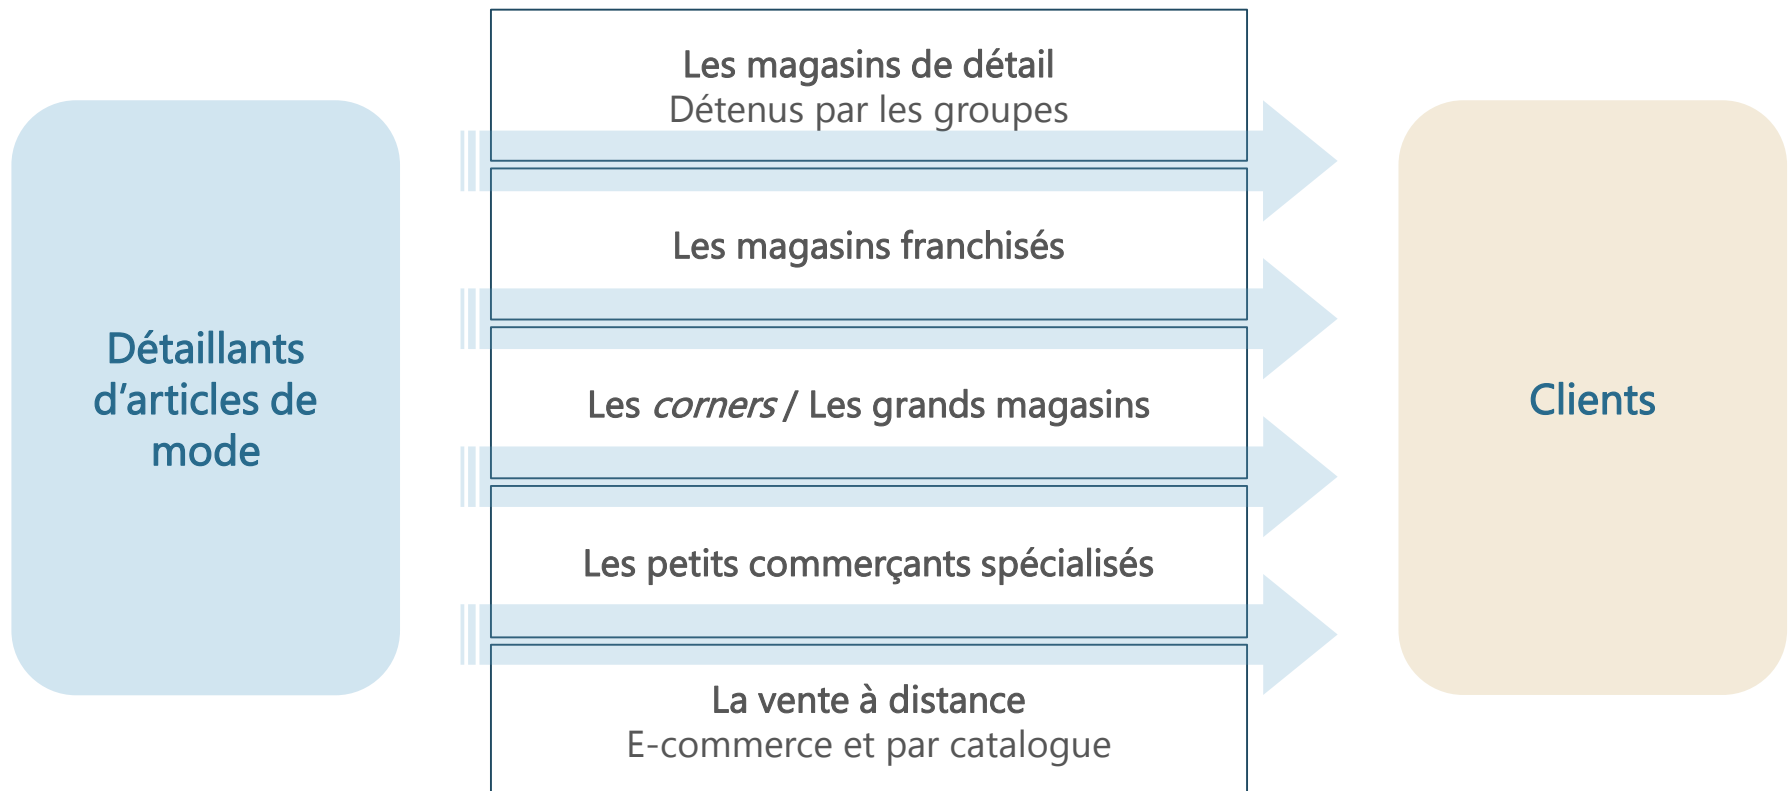 Détaillants
d’articles de
mode
Les magasins de détail
Détenus par les groupes
Les magasins franchisés
Les corners / Les grands magasins
Les petits commerçants spécialisés
La vente à distance
E-commerce et par catalogue
Clients